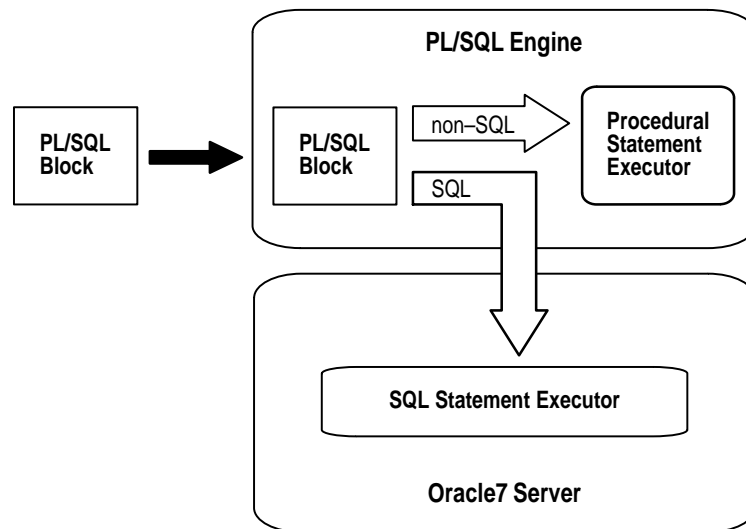 PL/SQL Engine
PL/SQL
Block
PL/SQL
Block
non–SQL
SQL
Procedural
Statement
Executor
SQL Statement Executor
Oracle7 Server